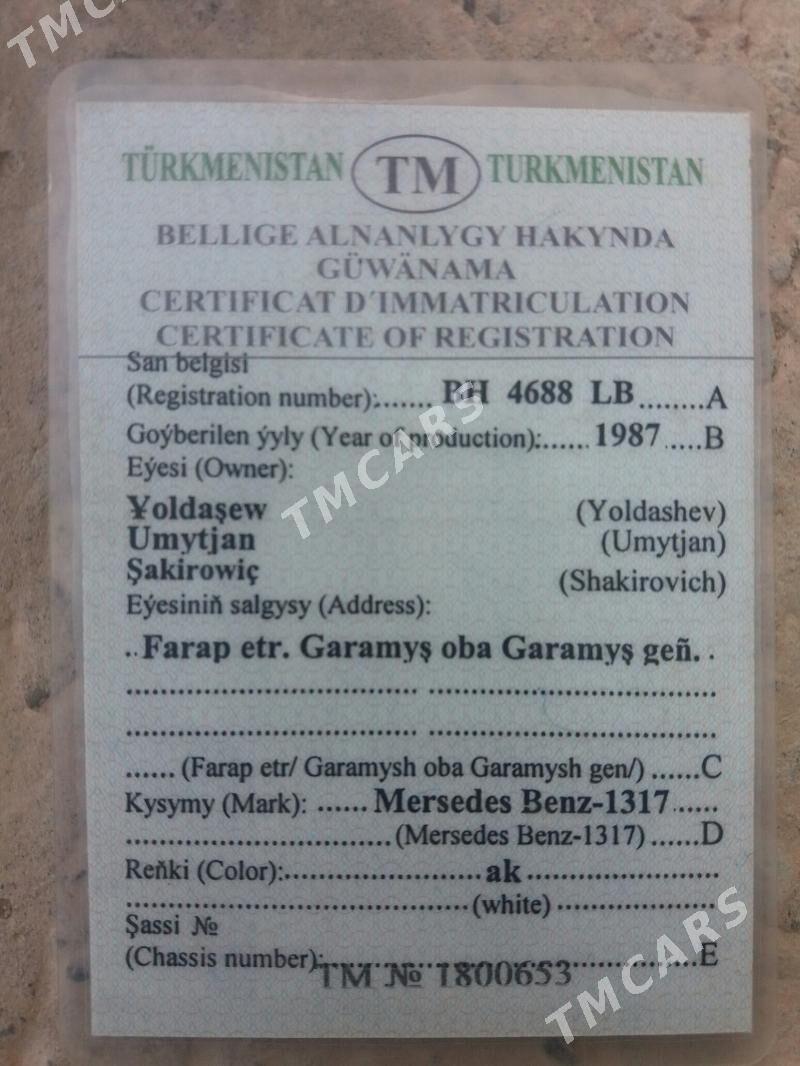 TMCARS
TÜRKMENISTAN TM TURKMENISTAN
BELLIGE ALNANLYGY HAKYNDA
GÜWÄNAMA
CERTIFICAT D'IMMATRICULATION
CERTIFICATE OF REGISTRATION
San belgisi
(Registration number):....... BH 4688 LB........A
Goýberilen ýyly (Year of production):......1987.....B
Eýesi (Owner):
Ýoldaşew (Yoldashev)
Umytjan (Umytjan)
Şakirowiç (Shakirovich)
Eýesiniň salgysy (Address):
..Farap etr. Garamyş oba Garamyş geñ. .
......(Farap etr/ Garamysh oba Garamysh gen/)......C
Kysymy (Mark): ......Mersedes Benz-1317......
(Mersedes Benz-1317)......D
Reňki (Color):........ak........
(white)
Şassi №
(Chassis number):........E
TM № 1800653
TMCARS
TMCARS